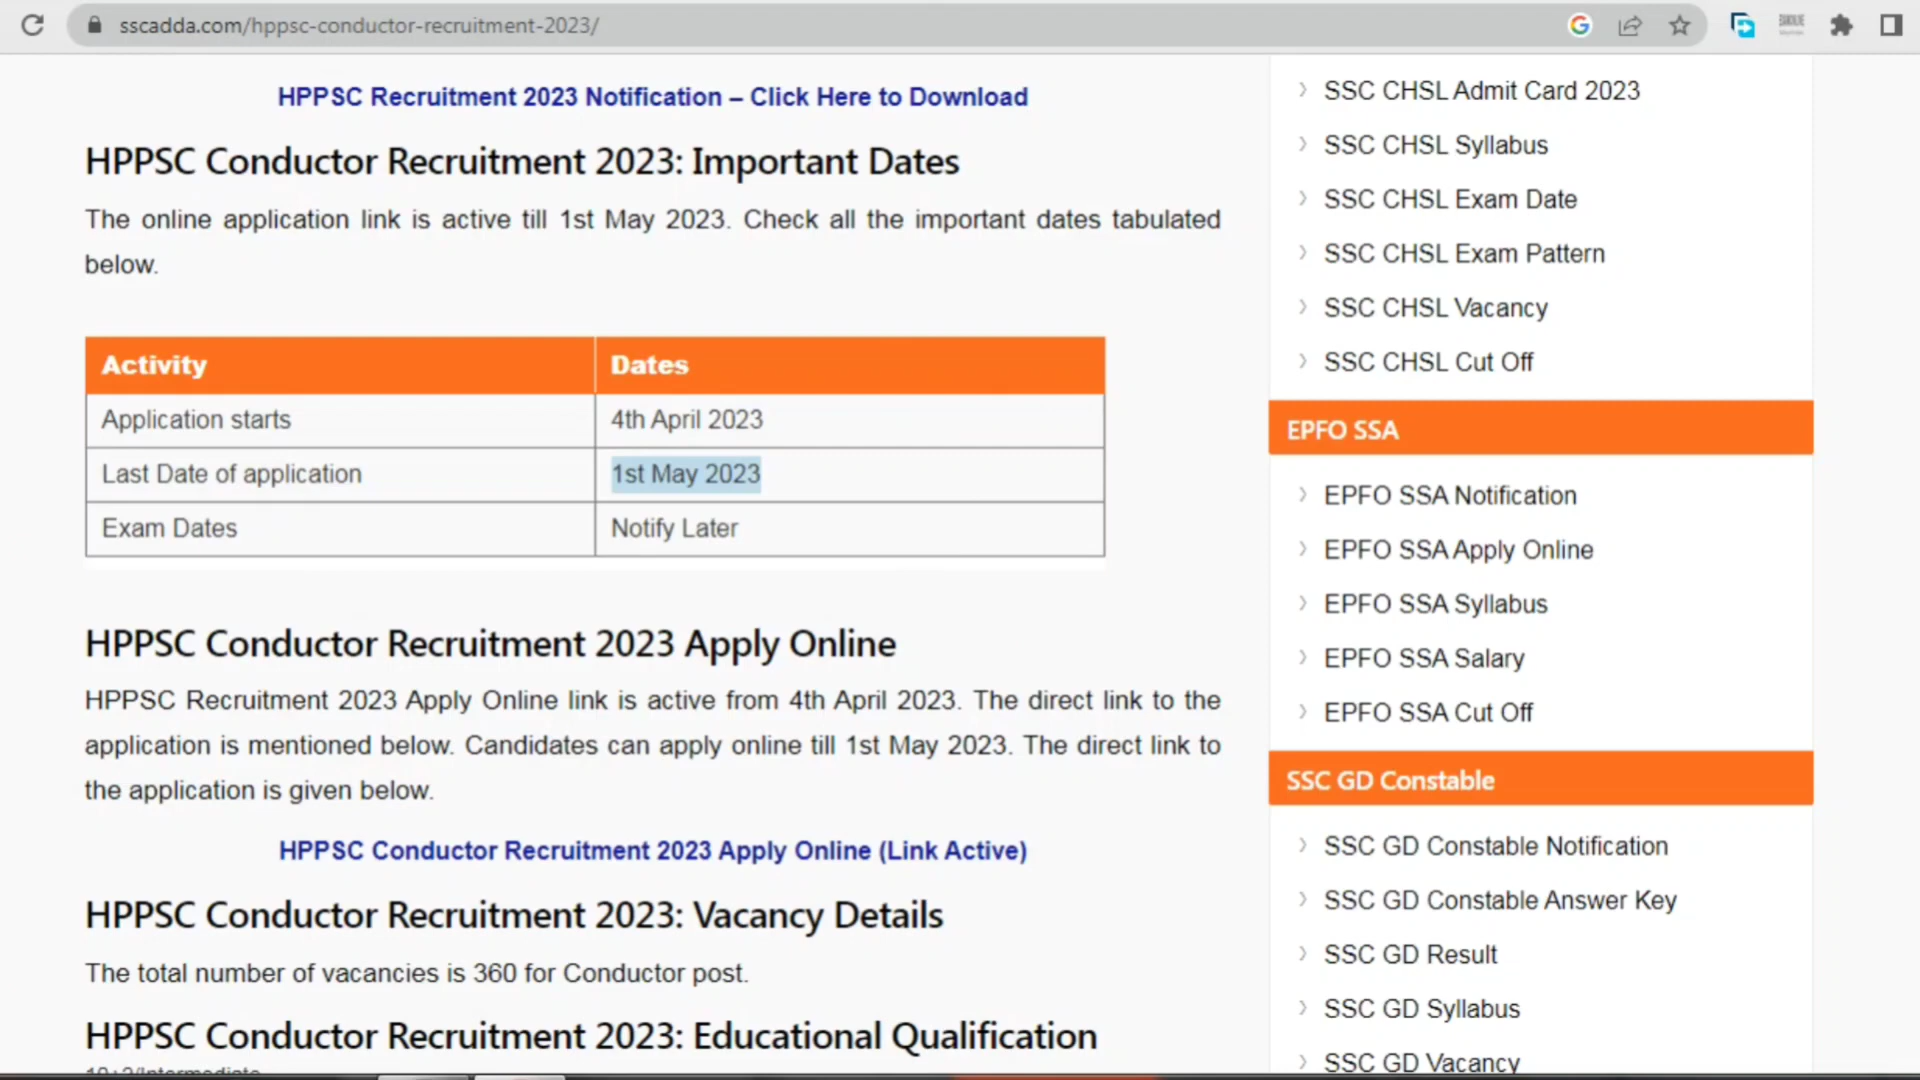 sscadda.com/hppsc-conductor-recruitment-2023/
HPPSC Recruitment 2023 Notification – Click Here to Download
HPPSC Conductor Recruitment 2023: Important Dates
The online application link is active till 1st May 2023. Check all the important dates tabulated
below.
Activity Dates
Application starts 4th April 2023
Last Date of application 1st May 2023
Exam Dates Notify Later
HPPSC Conductor Recruitment 2023 Apply Online
HPPSC Recruitment 2023 Apply Online link is active from 4th April 2023. The direct link to the
application is mentioned below. Candidates can apply online till 1st May 2023. The direct link to
the application is given below.
HPPSC Conductor Recruitment 2023 Apply Online (Link Active)
HPPSC Conductor Recruitment 2023: Vacancy Details
The total number of vacancies is 360 for Conductor post.
HPPSC Conductor Recruitment 2023: Educational Qualification
10+2/Intermediate
SSC CHSL Admit Card 2023
SSC CHSL Syllabus
SSC CHSL Exam Date
SSC CHSL Exam Pattern
SSC CHSL Vacancy
SSC CHSL Cut Off
EPFO SSA
EPFO SSA Notification
EPFO SSA Apply Online
EPFO SSA Syllabus
EPFO SSA Salary
EPFO SSA Cut Off
SSC GD Constable
SSC GD Constable Notification
SSC GD Constable Answer Key
SSC GD Result
SSC GD Syllabus
SSC GD Vacancy